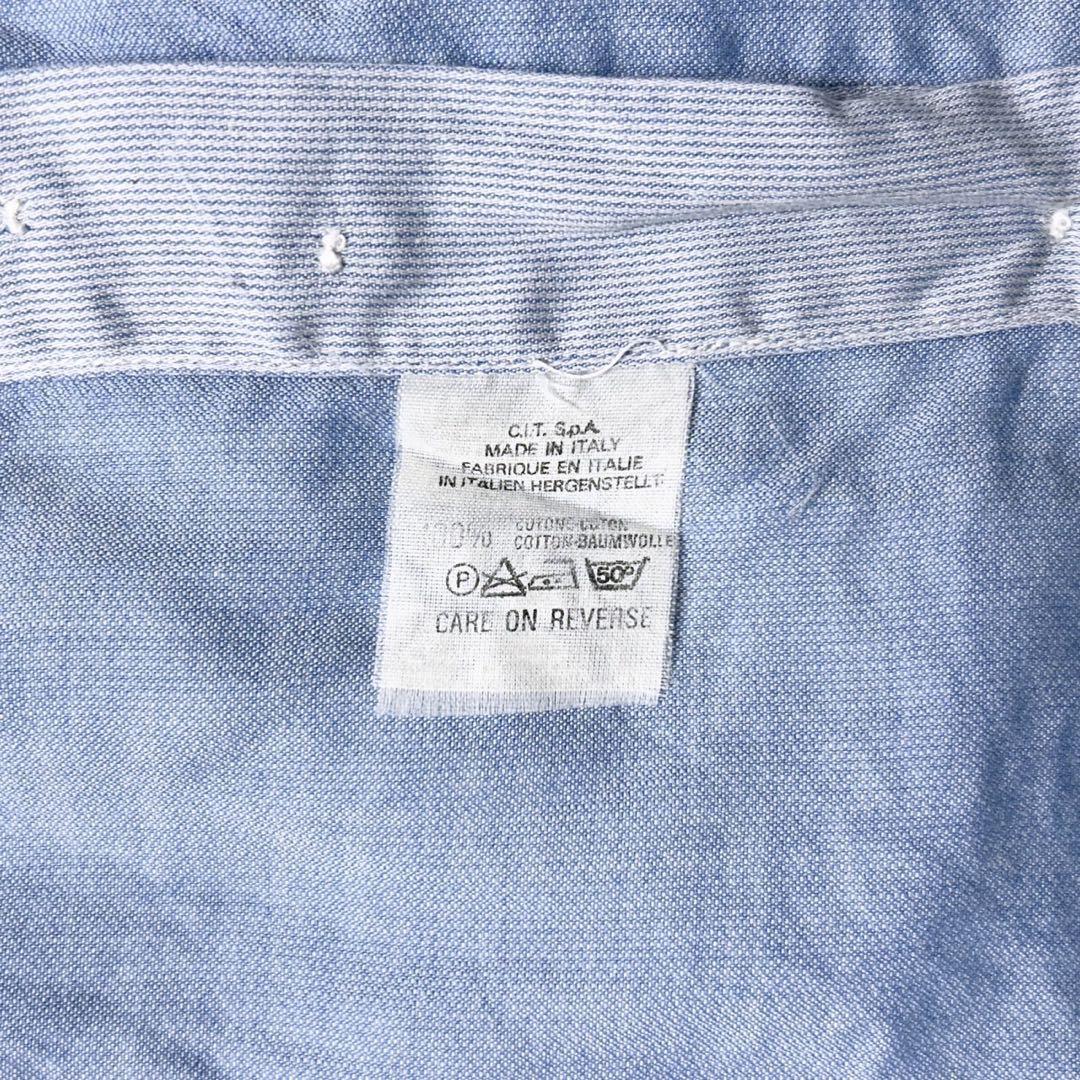 C.I.T. S.p.A.
MADE IN ITALY
FABRIQUE EN ITALIE
IN ITALIEN HERGENSTELLT
100% COTONE-COTON
COTTON-BAUMWOLLE
P 50°
CARE ON REVERSE